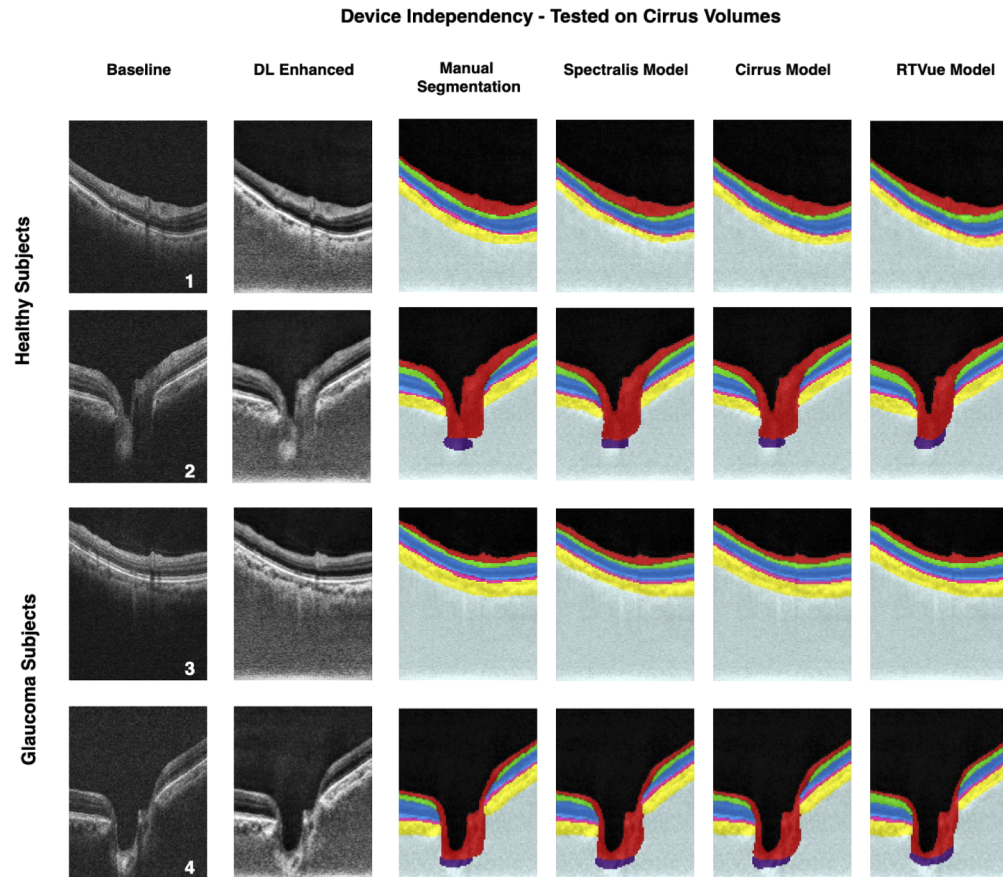 Device Independency - Tested on Cirrus Volumes
Baseline
DL Enhanced
Manual
Segmentation
Spectralis Model
Cirrus Model
RTVue Model
Healthy Subjects
1
2
Glaucoma Subjects
3
4